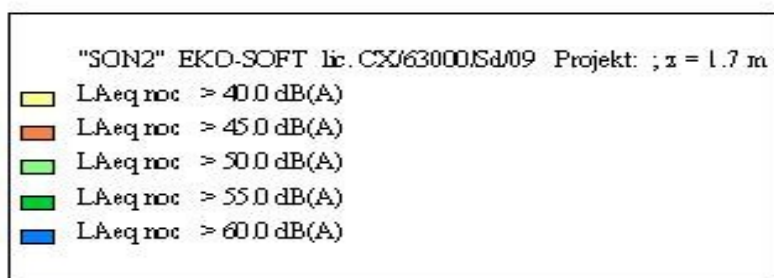 "SON2" EKO-SOFT lic. CX/63000/Sd/09 Projekt: ; z = 1.7 m
LAeq noc > 40.0 dB(A)
LAeq noc > 45.0 dB(A)
LAeq noc > 50.0 dB(A)
LAeq noc > 55.0 dB(A)
LAeq noc > 60.0 dB(A)